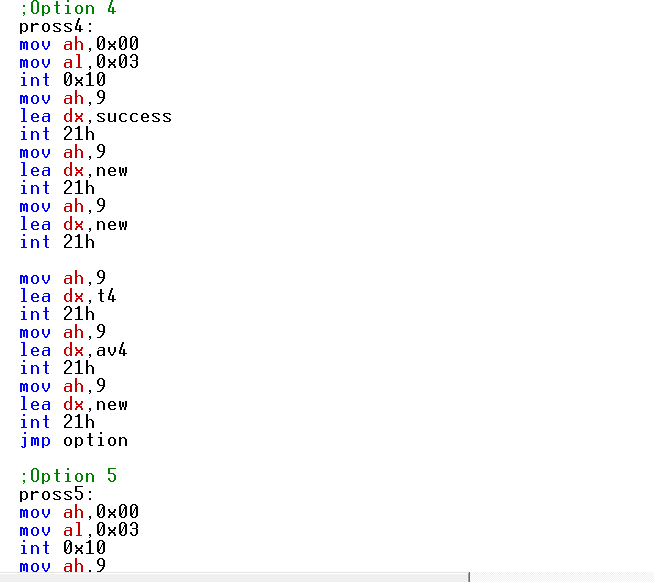 ;Option 4
pross4:
mov ah,0x00
mov al,0x03
int 0x10
mov ah,9
lea dx,success
int 21h
mov ah,9
lea dx,new
int 21h
mov ah,9
lea dx,new
int 21h
mov ah,9
lea dx,t4
int 21h
mov ah,9
lea dx,av4
int 21h
mov ah,9
lea dx,new
int 21h
jmp option
;Option 5
pross5:
mov ah,0x00
mov al,0x03
int 0x10
mov ah,9